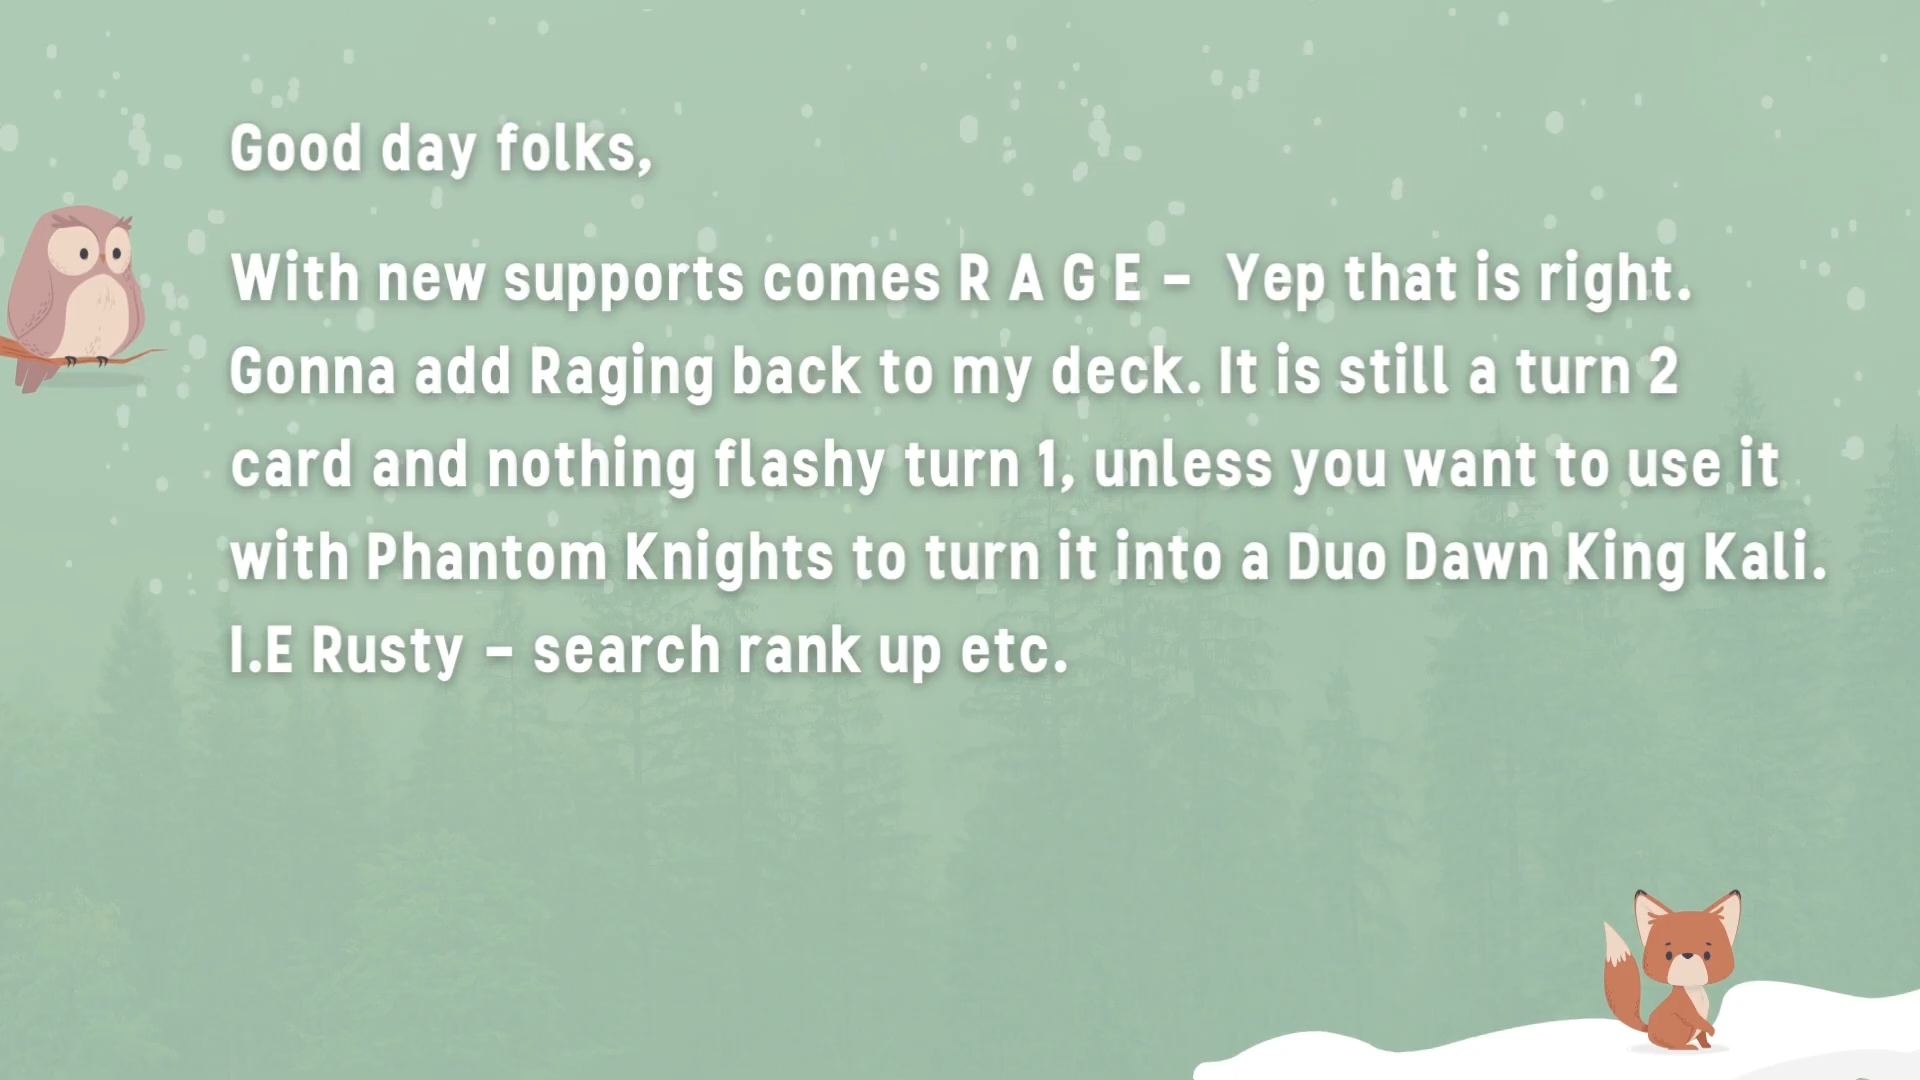 Good day folks,
With new supports comes R A G E - Yep that is right.
Gonna add Raging back to my deck. It is still a turn 2
card and nothing flashy turn 1, unless you want to use it
with Phantom Knights to turn it into a Duo Dawn King Kali.
I.E Rusty - search rank up etc.